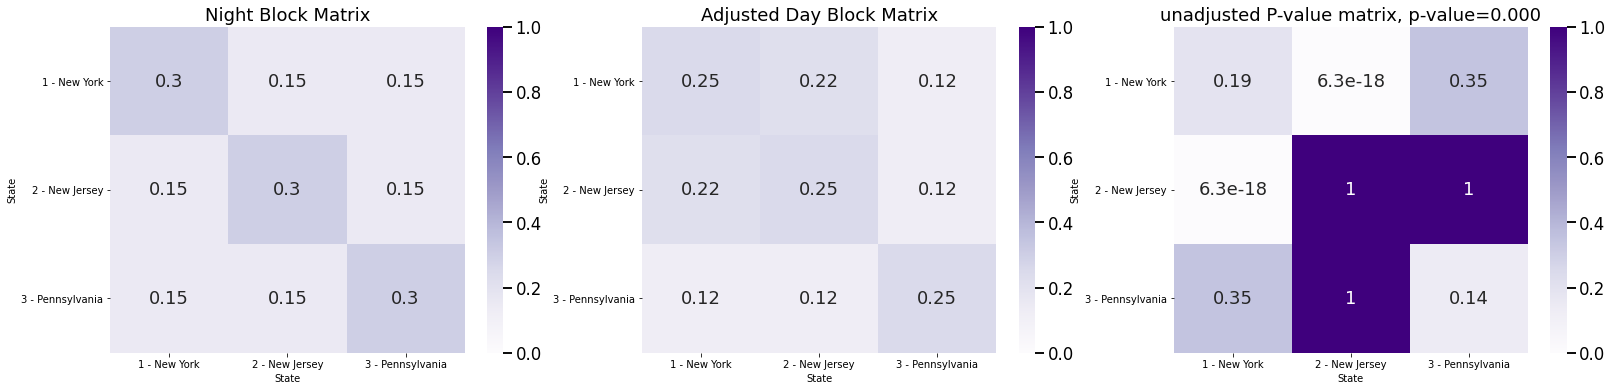 Night Block Matrix
1.0
0.8
0.6
0.4
0.2
0.0
State
1 - New York
0.3
0.15
0.15
2 - New Jersey
0.15
0.3
0.15
3 - Pennsylvania
0.15
0.15
0.3
1 - New York
2 - New Jersey
3 - Pennsylvania
State
Adjusted Day Block Matrix
1.0
0.8
0.6
0.4
0.2
0.0
State
1 - New York
0.25
0.22
0.12
2 - New Jersey
0.22
0.25
0.12
3 - Pennsylvania
0.12
0.12
0.25
1 - New York
2 - New Jersey
3 - Pennsylvania
State
unadjusted P-value matrix, p-value=0.000
1.0
0.8
0.6
0.4
0.2
0.0
State
1 - New York
0.19
6.3e-18
0.35
2 - New Jersey
6.3e-18
1
1
3 - Pennsylvania
0.35
1
0.14
1 - New York
2 - New Jersey
3 - Pennsylvania
State